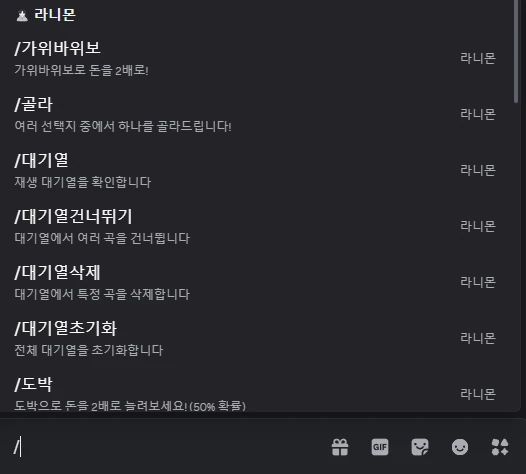 라니몬
/가위바위보
가위바위보로 돈을 2배로!
라니몬
/골라
여러 선택지 중에서 하나를 골라드립니다!
라니몬
/대기열
재생 대기열을 확인합니다
라니몬
/대기열건너뛰기
대기열에서 여러 곡을 건너뜁니다
라니몬
/대기열삭제
대기열에서 특정 곡을 삭제합니다
라니몬
/대기열초기화
전체 대기열을 초기화합니다
라니몬
/도박
도박으로 돈을 2배로 늘려보세요! (50% 확률)
라니몬
/
GIF